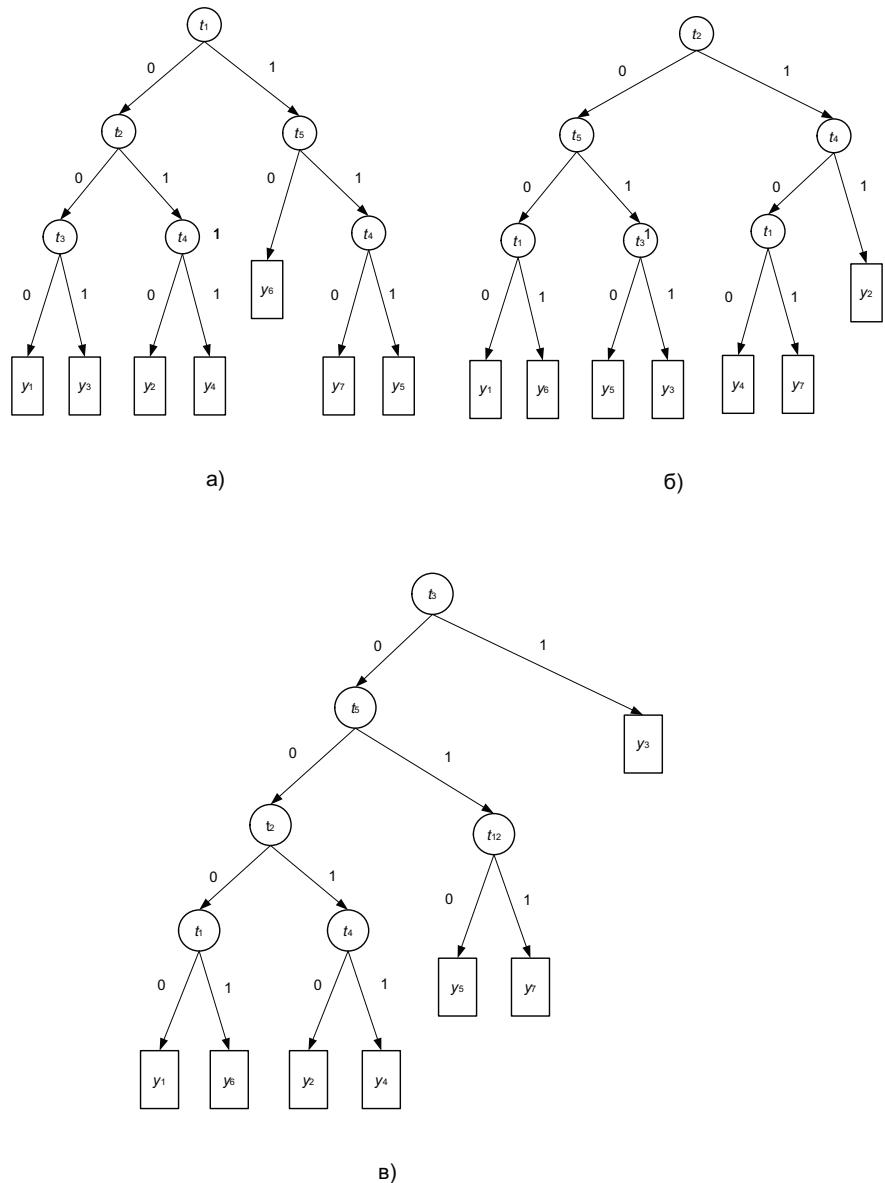 t1
0 1
t2 t5
0 1 0 1
t3 t4 1 y6 t4
0 1 0 1 0 1
y1 y3 y2 y4 y7 y5
а)
t2
0 1
t5 t4
0 1 0 1
t1 t3 1 t1 y2
0 1 0 1 0 1
y1 y6 y5 y3 y4 y7
б)
t3
0 1
t5 y3
0 1
t2 t12
0 1 0 1
t1 t4 y5 y7
0 1 0 1
y1 y6 y2 y4
в)